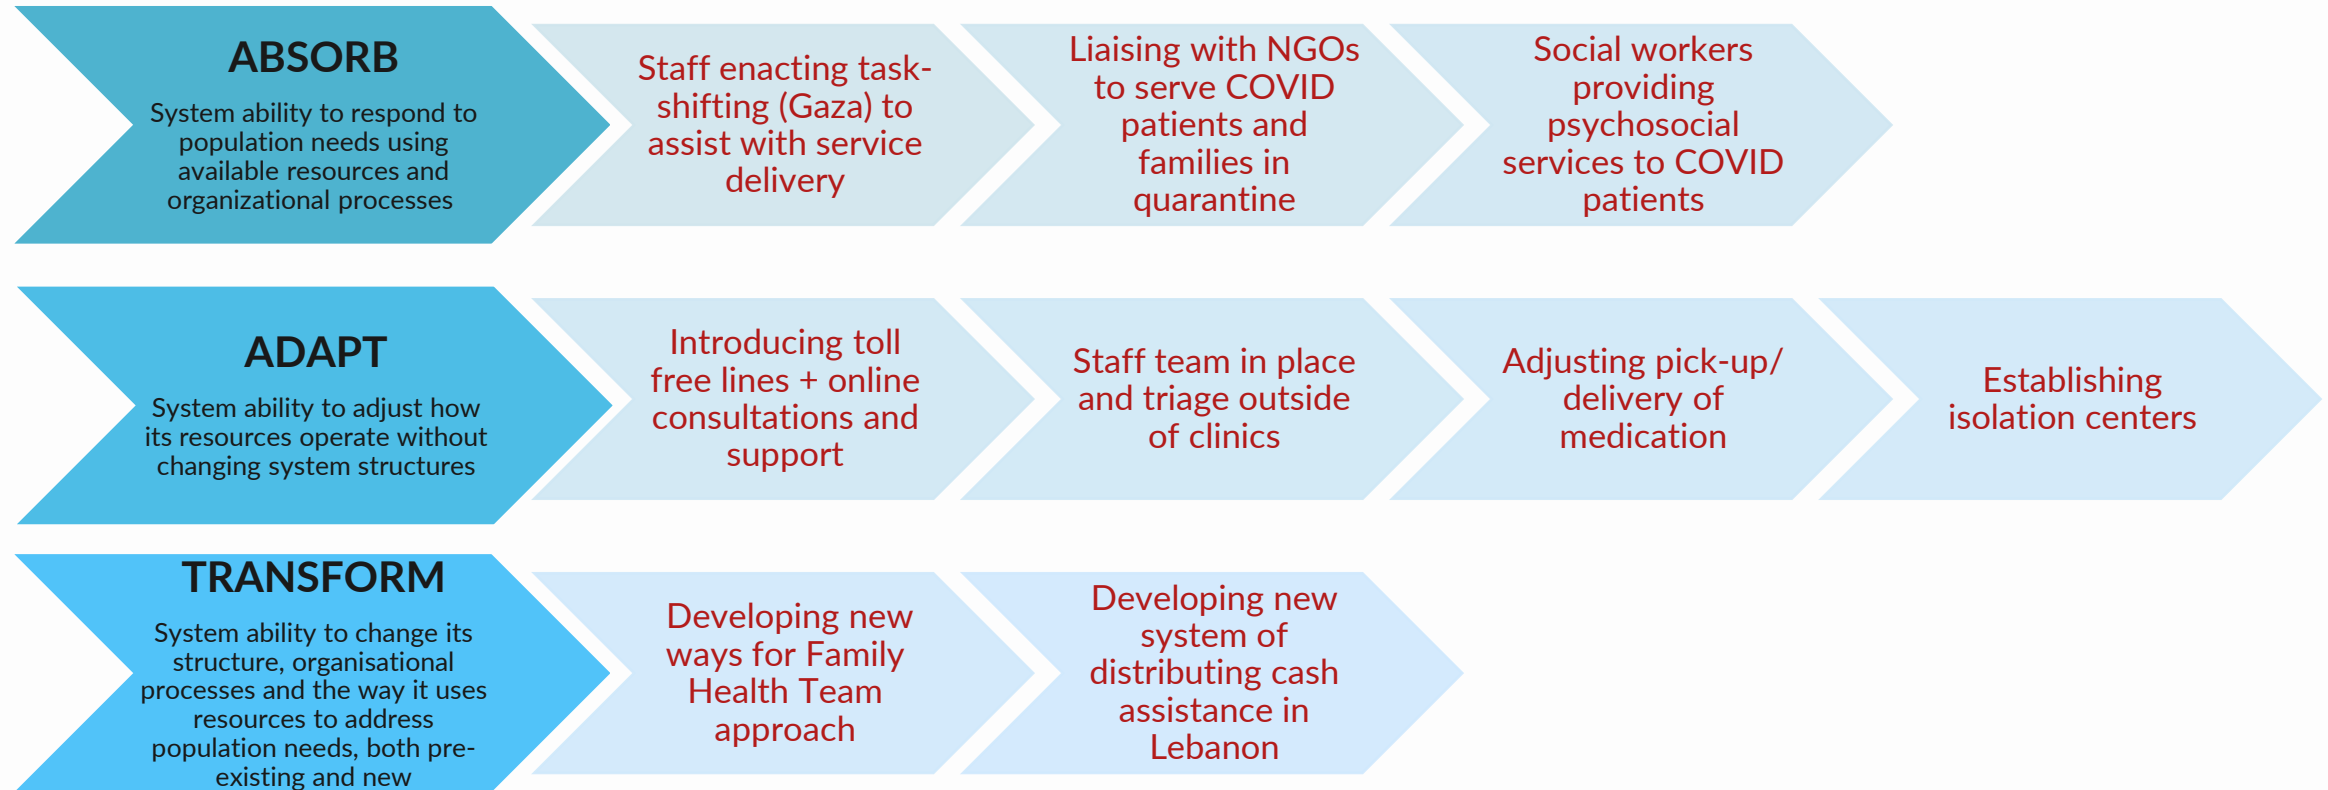 ABSORB
System ability to respond to
population needs using
available resources and
organizational processes
Staff enacting task-
shifting (Gaza) to
assist with service
delivery
Liaising with NGOs
to serve COVID
patients and
families in
quarantine
Social workers
providing
psychosocial
services to COVID
patients
ADAPT
System ability to adjust how
its resources operate without
changing system structures
Introducing toll
free lines + online
consultations and
support
Staff team in place
and triage outside
of clinics
Adjusting pick-up/
delivery of
medication
Establishing
isolation centers
TRANSFORM
System ability to change its
structure, organisational
processes and the way it uses
resources to address
population needs, both pre-
existing and new
Developing new
ways for Family
Health Team
approach
Developing new
system of
distributing cash
assistance in
Lebanon